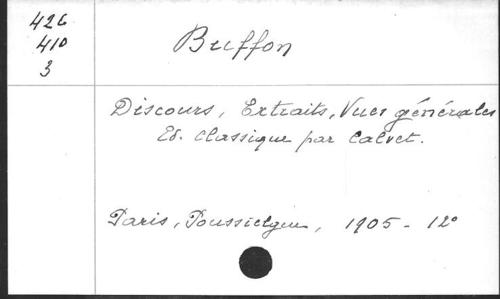 426
410
3
Buffon
Discours, Extraits, Vues générales
Ed. classique par Calvet.
Paris, Poussielgue, 1905 - 12°